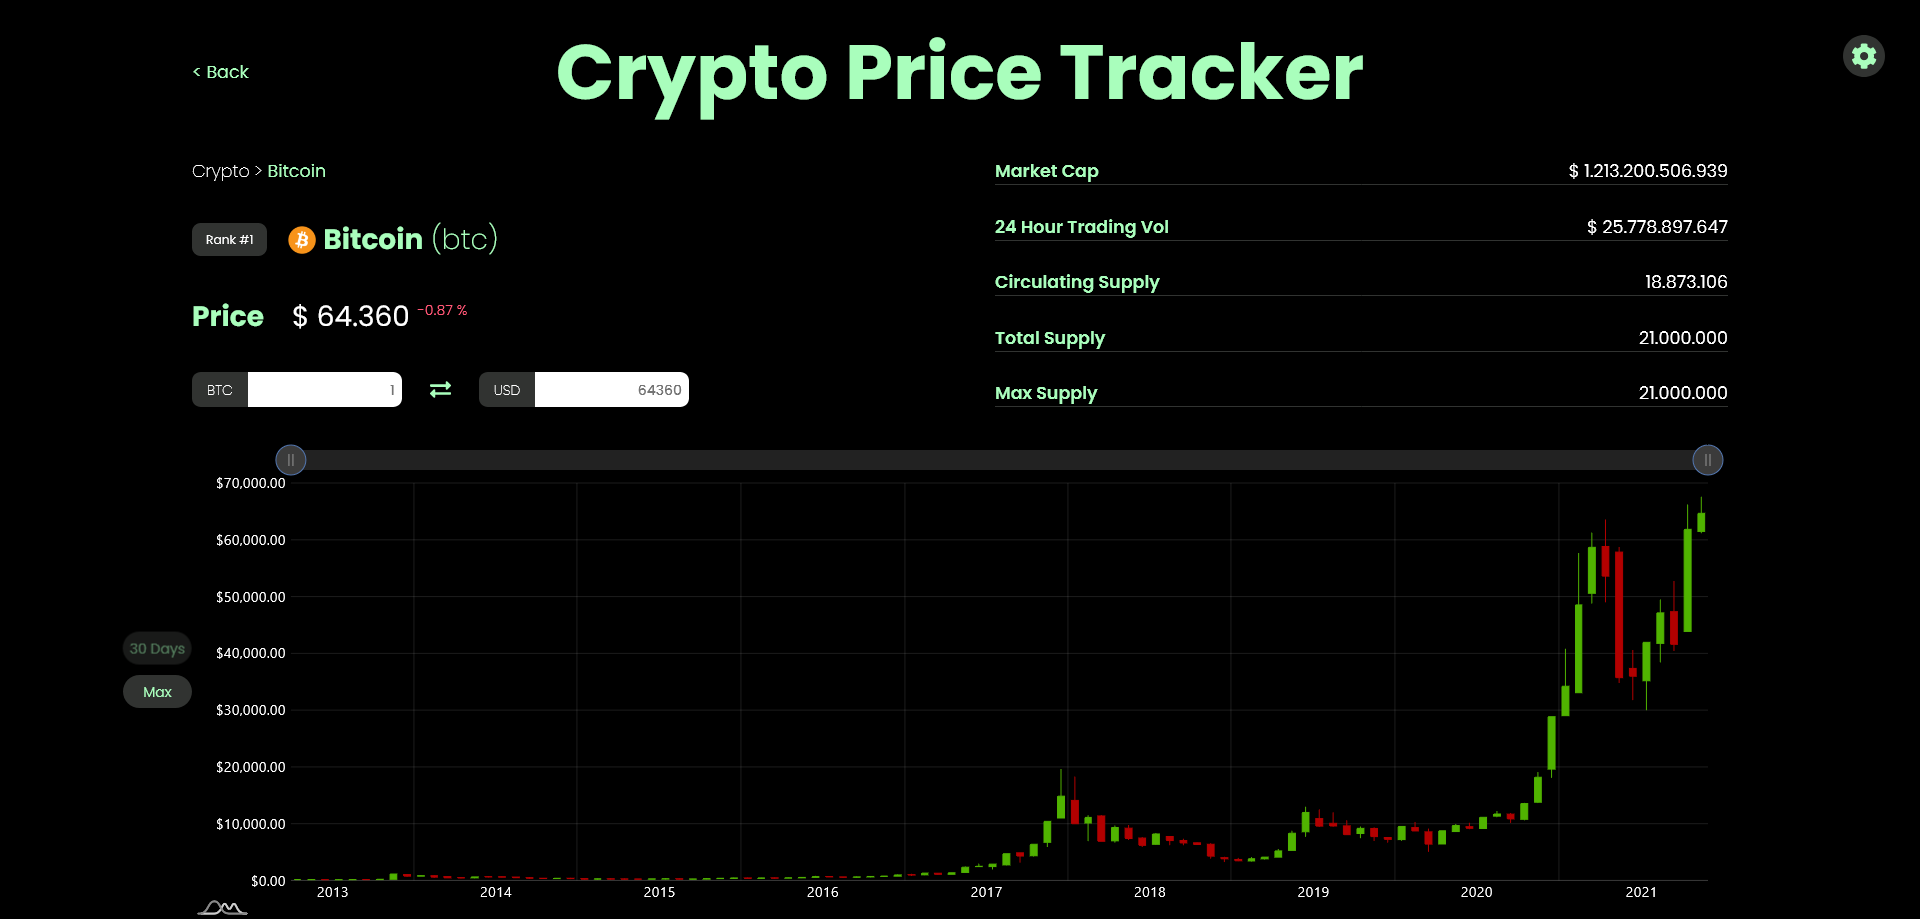 < Back
Crypto Price Tracker
Crypto > Bitcoin
Rank #1
Bitcoin (btc)
Price $ 64.360 -0.87 %
BTC 1 USD 64360
Market Cap $ 1.213.200.506.939
24 Hour Trading Vol $ 25.778.897.647
Circulating Supply 18.873.106
Total Supply 21.000.000
Max Supply 21.000.000
30 Days
Max
$70,000.00
$60,000.00
$50,000.00
$40,000.00
$30,000.00
$20,000.00
$10,000.00
$0.00
2013 2014 2015 2016 2017 2018 2019 2020 2021